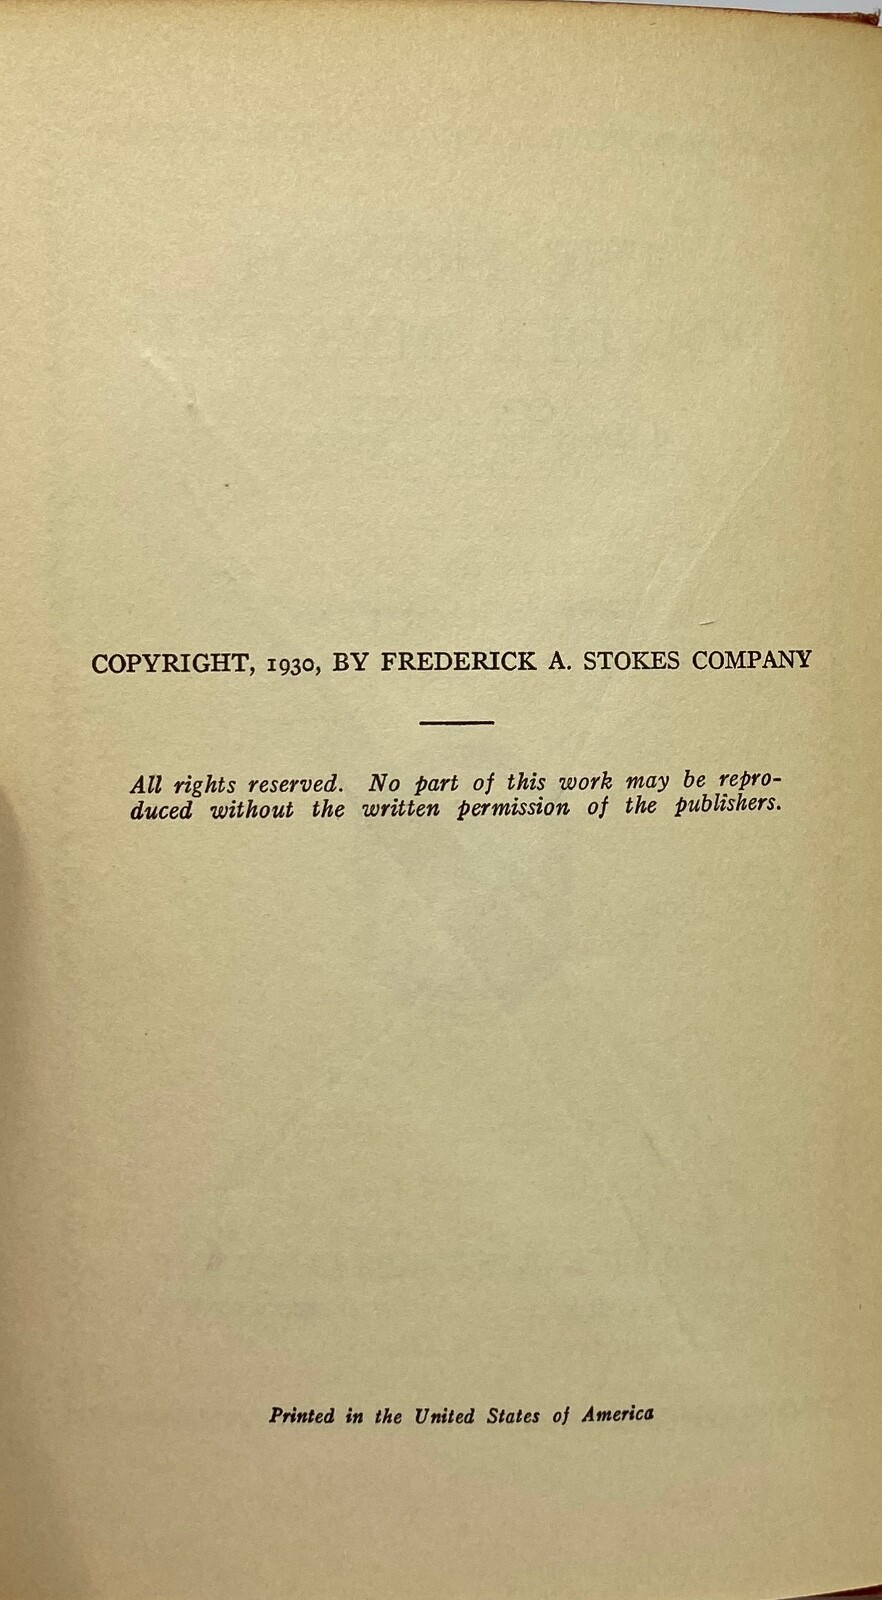 COPYRIGHT, 1930, BY FREDERICK A. STOKES COMPANY
All rights reserved. No part of this work may be repro-
duced without the written permission of the publishers.
Printed in the United States of America